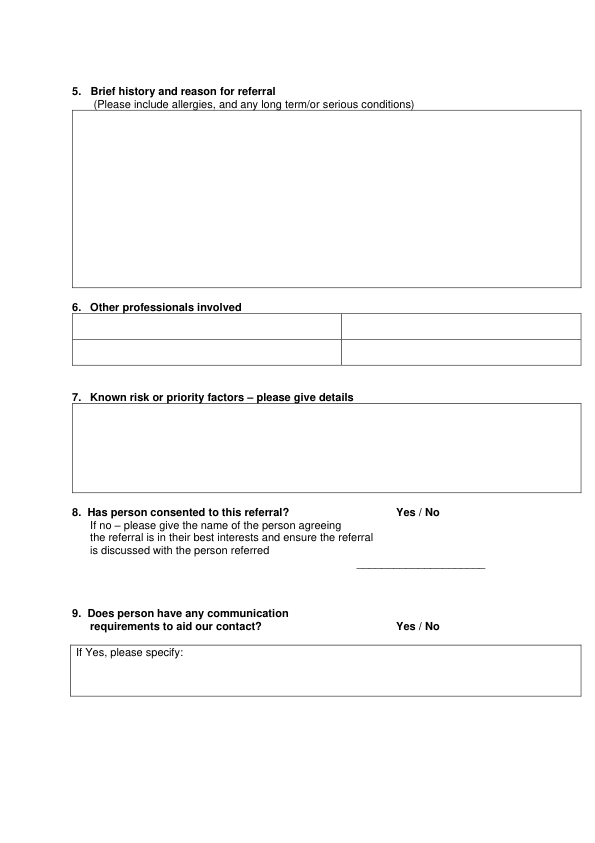 5. Brief history and reason for referral
(Please include allergies, and any long term/or serious conditions)
6. Other professionals involved
7. Known risk or priority factors – please give details
8. Has person consented to this referral? Yes / No
If no – please give the name of the person agreeing
the referral is in their best interests and ensure the referral
is discussed with the person referred
_____________________
9. Does person have any communication
requirements to aid our contact? Yes / No
If Yes, please specify: